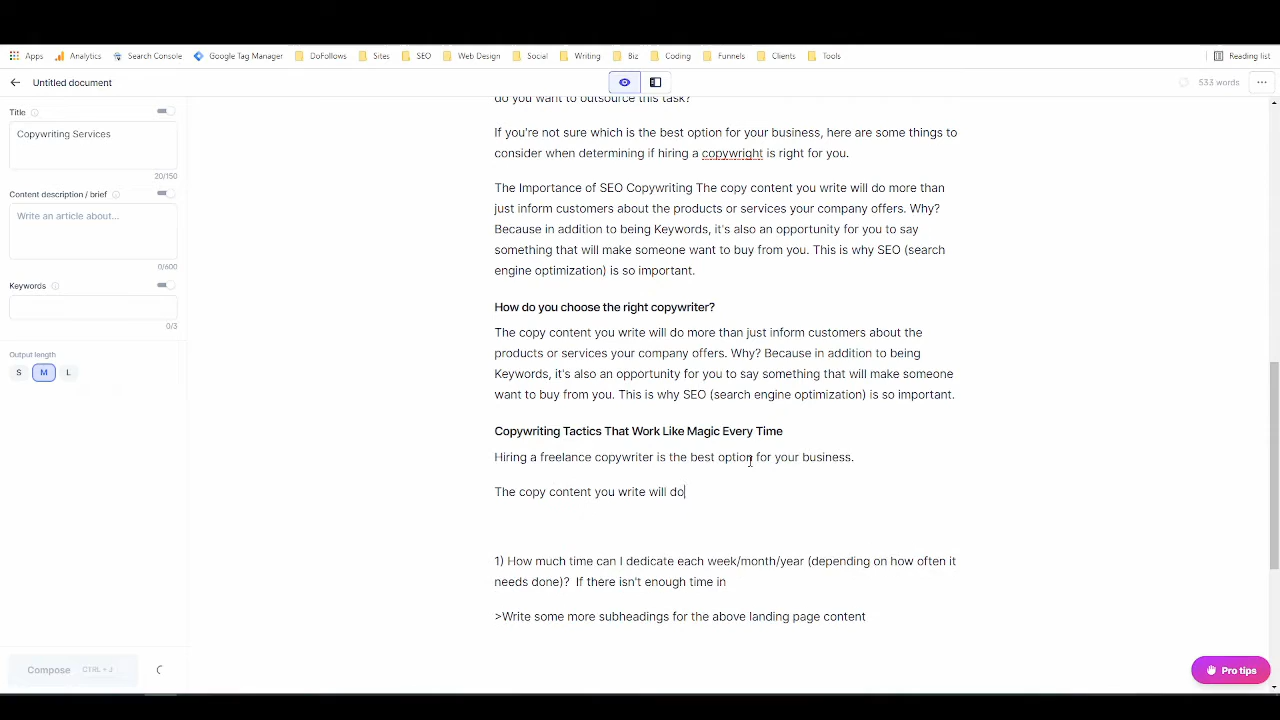 Apps Analytics Search Console Google Tag Manager DoFollows Sites SEO Web Design Social Writing Biz Coding Funnels Clients Tools Reading list
Untitled document 533 words
Title
Copywriting Services
20/150
Content description / brief
Write an article about...
0/600
Keywords
0/3
Output length
S M L
Compose CTRL + J
do you want to outsource this task?
If you're not sure which is the best option for your business, here are some things to
consider when determining if hiring a copywright is right for you.
The Importance of SEO Copywriting The copy content you write will do more than
just inform customers about the products or services your company offers. Why?
Because in addition to being Keywords, it's also an opportunity for you to say
something that will make someone want to buy from you. This is why SEO (search
engine optimization) is so important.
How do you choose the right copywriter?
The copy content you write will do more than just inform customers about the
products or services your company offers. Why? Because in addition to being
Keywords, it's also an opportunity for you to say something that will make someone
want to buy from you. This is why SEO (search engine optimization) is so important.
Copywriting Tactics That Work Like Magic Every Time
Hiring a freelance copywriter is the best option for your business.
The copy content you write will do
1) How much time can I dedicate each week/month/year (depending on how often it
needs done)? If there isn't enough time in
>Write some more subheadings for the above landing page content
Pro tips